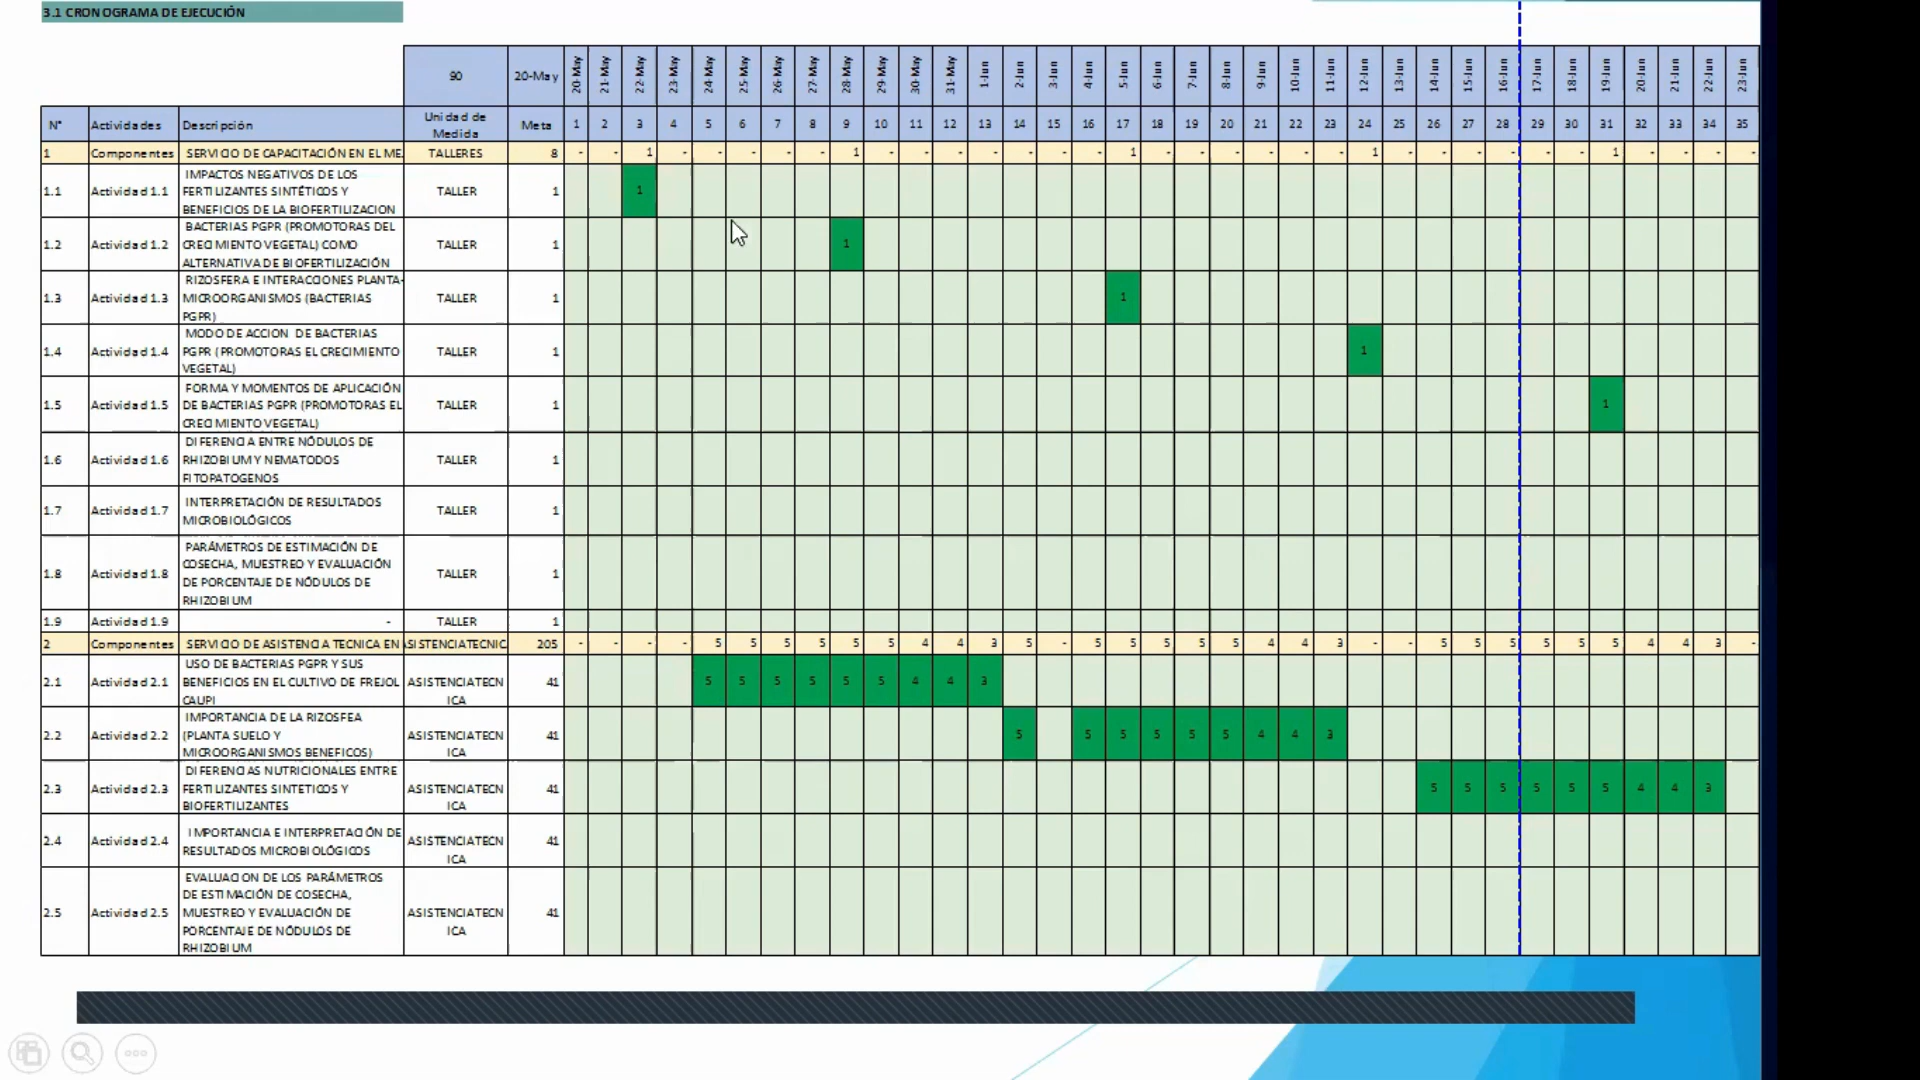 3.1 CRONOGRAMA DE EJECUCIÓN
90 20-May 20-May 21-May 22-May 23-May 24-May 25-May 26-May 27-May 28-May 29-May 30-May 31-May 1-Jun 2-Jun 3-Jun 4-Jun 5-Jun 6-Jun 7-Jun 8-Jun 9-Jun 10-Jun 11-Jun 12-Jun 13-Jun 14-Jun 15-Jun 16-Jun 17-Jun 18-Jun 19-Jun 20-Jun 21-Jun 22-Jun 23-Jun
N° Actividades Descripción Unidad de Medida Meta 1 2 3 4 5 6 7 8 9 10 11 12 13 14 15 16 17 18 19 20 21 22 23 24 25 26 27 28 29 30 31 32 33 34 35
1 Componentes SERVICIO DE CAPACITACIÓN EN EL ME TALLERES 8 - - 1 - - - - - 1 - - - - - - - 1 - - - - - - 1 - - - - - - 1 - - - -
1.1 Actividad 1.1 IMPACTOS NEGATIVOS DE LOS
FERTILIZANTES SINTÉTICOS Y
BENEFICIOS DE LA BIOFERTILIZACION
TALLER 1 1
1.2 Actividad 1.2 BACTERIAS PGPR (PROMOTORAS DEL
CRECIMIENTO VEGETAL) COMO
ALTERNATIVA DE BIOFERTILIZACIÓN
TALLER 1 1
1.3 Actividad 1.3 RIZOSFERA E INTERACCIONES PLANTA-
MICROORGANISMOS (BACTERIAS
PGPR)
TALLER 1 1
1.4 Actividad 1.4 MODO DE ACCION DE BACTERIAS
PGPR (PROMOTORAS EL CRECIMIENTO
VEGETAL)
TALLER 1 1
1.5 Actividad 1.5 FORMA Y MOMENTOS DE APLICACIÓN
DE BACTERIAS PGPR (PROMOTORAS EL
CRECIMIENTO VEGETAL)
TALLER 1 1
1.6 Actividad 1.6 DIFERENCIA ENTRE NÓDULOS DE
RHIZOBIUM Y NEMATODOS
FITOPATOGENOS
TALLER 1
1.7 Actividad 1.7 INTERPRETACIÓN DE RESULTADOS
MICROBIOLÓGICOS
TALLER 1
1.8 Actividad 1.8 PARÁMETROS DE ESTIMACIÓN DE
COSECHA, MUESTREO Y EVALUACIÓN
DE PORCENTAJE DE NÓDULOS DE
RHIZOBIUM
TALLER 1
1.9 Actividad 1.9 - TALLER 1
2 Componentes SERVICIO DE ASISTENCIA TECNICA EN ASISTENCIATECNIC 205 - - - - 5 5 5 5 5 5 4 4 3 5 - 5 5 5 5 5 4 4 3 - - 5 5 5 5 5 5 4 4 3 -
2.1 Actividad 2.1 USO DE BACTERIAS PGPR Y SUS
BENEFICIOS EN EL CULTIVO DE FREJOL
CAUPI
ASISTENCIATECN
ICA
41 5 5 5 5 5 5 4 4 3
2.2 Actividad 2.2 IMPORTANCIA DE LA RIZOSFEA
(PLANTA SUELO Y
MICROORGANISMOS BENEFICOS)
ASISTENCIATECN
ICA
41 5 5 5 5 5 5 4 4 3
2.3 Actividad 2.3 DIFERENCIAS NUTRICIONALES ENTRE
FERTILIZANTES SINTETICOS Y
BIOFERTILIZANTES
ASISTENCIATECN
ICA
41 5 5 5 5 5 5 4 4 3
2.4 Actividad 2.4 IMPORTANCIA E INTERPRETACIÓN DE
RESULTADOS MICROBIOLÓGICOS
ASISTENCIATECN
ICA
41
2.5 Actividad 2.5 EVALUACION DE LOS PARÁMETROS
DE ESTIMACIÓN DE COSECHA,
MUESTREO Y EVALUACIÓN DE
PORCENTAJE DE NÓDULOS DE
RHIZOBIUM
ASISTENCIATECN
ICA
41